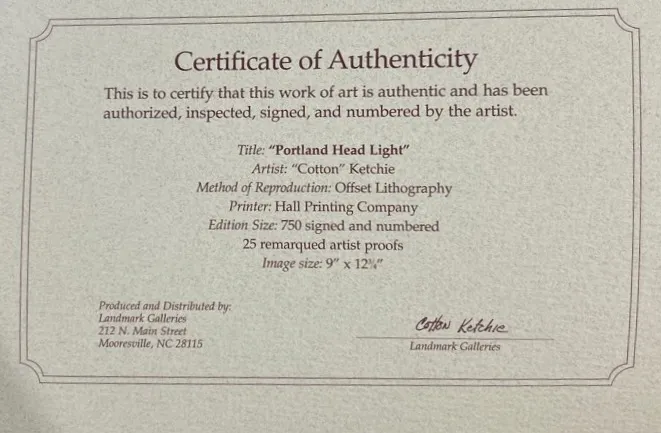 Certificate of Authenticity
This is to certify that this work of art is authentic and has been
authorized, inspected, signed, and numbered by the artist.
Title: "Portland Head Light"
Artist: "Cotton" Ketchie
Method of Reproduction: Offset Lithography
Printer: Hall Printing Company
Edition Size: 750 signed and numbered
25 remarqued artist proofs
Image size: 9" x 12¾"
Produced and Distributed by:
Landmark Galleries
212 N. Main Street
Mooresville, NC 28115
Cotton Ketchie
Landmark Galleries